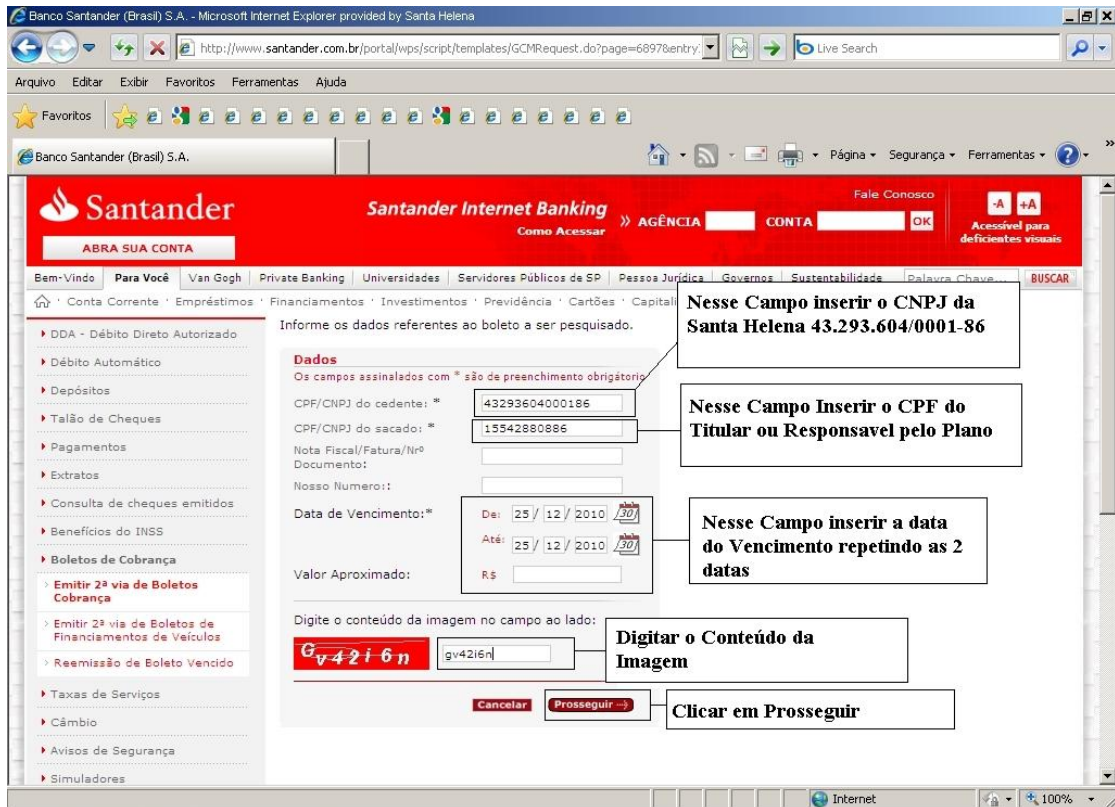 Banco Santander (Brasil) S.A. - Microsoft Internet Explorer provided by Santa Helena
http://www.santander.com.br/portal/wps/script/templates/GCMRequest.do?page=6897&entry
Live Search
Arquivo Editar Exibir Favoritos Ferramentas Ajuda
Favoritos
Banco Santander (Brasil) S.A.
Página Segurança Ferramentas
Santander
ABRA SUA CONTA
Santander Internet Banking
Como Acessar
» AGÊNCIA CONTA OK
Fale Conosco
-A +A
Acessível para
deficientes visuais
Bem-Vindo Para Você Van Gogh Private Banking Universidades Servidores Públicos de SP Pessoa Jurídica Governos Sustentabilidade Palavra Chave... BUSCAR
Conta Corrente Empréstimos Financiamentos Investimentos Previdência Cartões Capitali
DDA - Débito Direto Autorizado
Débito Automático
Depósitos
Talão de Cheques
Pagamentos
Extratos
Consulta de cheques emitidos
Benefícios do INSS
Boletos de Cobrança
Emitir 2ª via de Boletos
Cobrança
Emitir 2ª via de Boletos de
Financiamentos de Veículos
Reemissão de Boleto Vencido
Taxas de Serviços
Câmbio
Avisos de Segurança
Simuladores
Informe os dados referentes ao boleto a ser pesquisado.
Dados
Os campos assinalados com * são de preenchimento obrigátorio
CPF/CNPJ do cedente: * 43293604000186
CPF/CNPJ do sacado: * 15542880886
Nota Fiscal/Fatura/Nrº
Documento:
Nosso Numero::
Data de Vencimento:* De: 25 / 12 / 2010 30
Até: 25 / 12 / 2010 30
Valor Aproximado: R$
Digite o conteúdo da imagem no campo ao lado:
Gv42i6n gv42i6n
Cancelar Prosseguir
Nesse Campo inserir o CNPJ da
Santa Helena 43.293.604/0001-86
Nesse Campo Inserir o CPF do
Titular ou Responsavel pelo Plano
Nesse Campo inserir a data
do Vencimento repetindo as 2
datas
Digitar o Conteúdo da
Imagem
Clicar em Prosseguir
Internet 100%